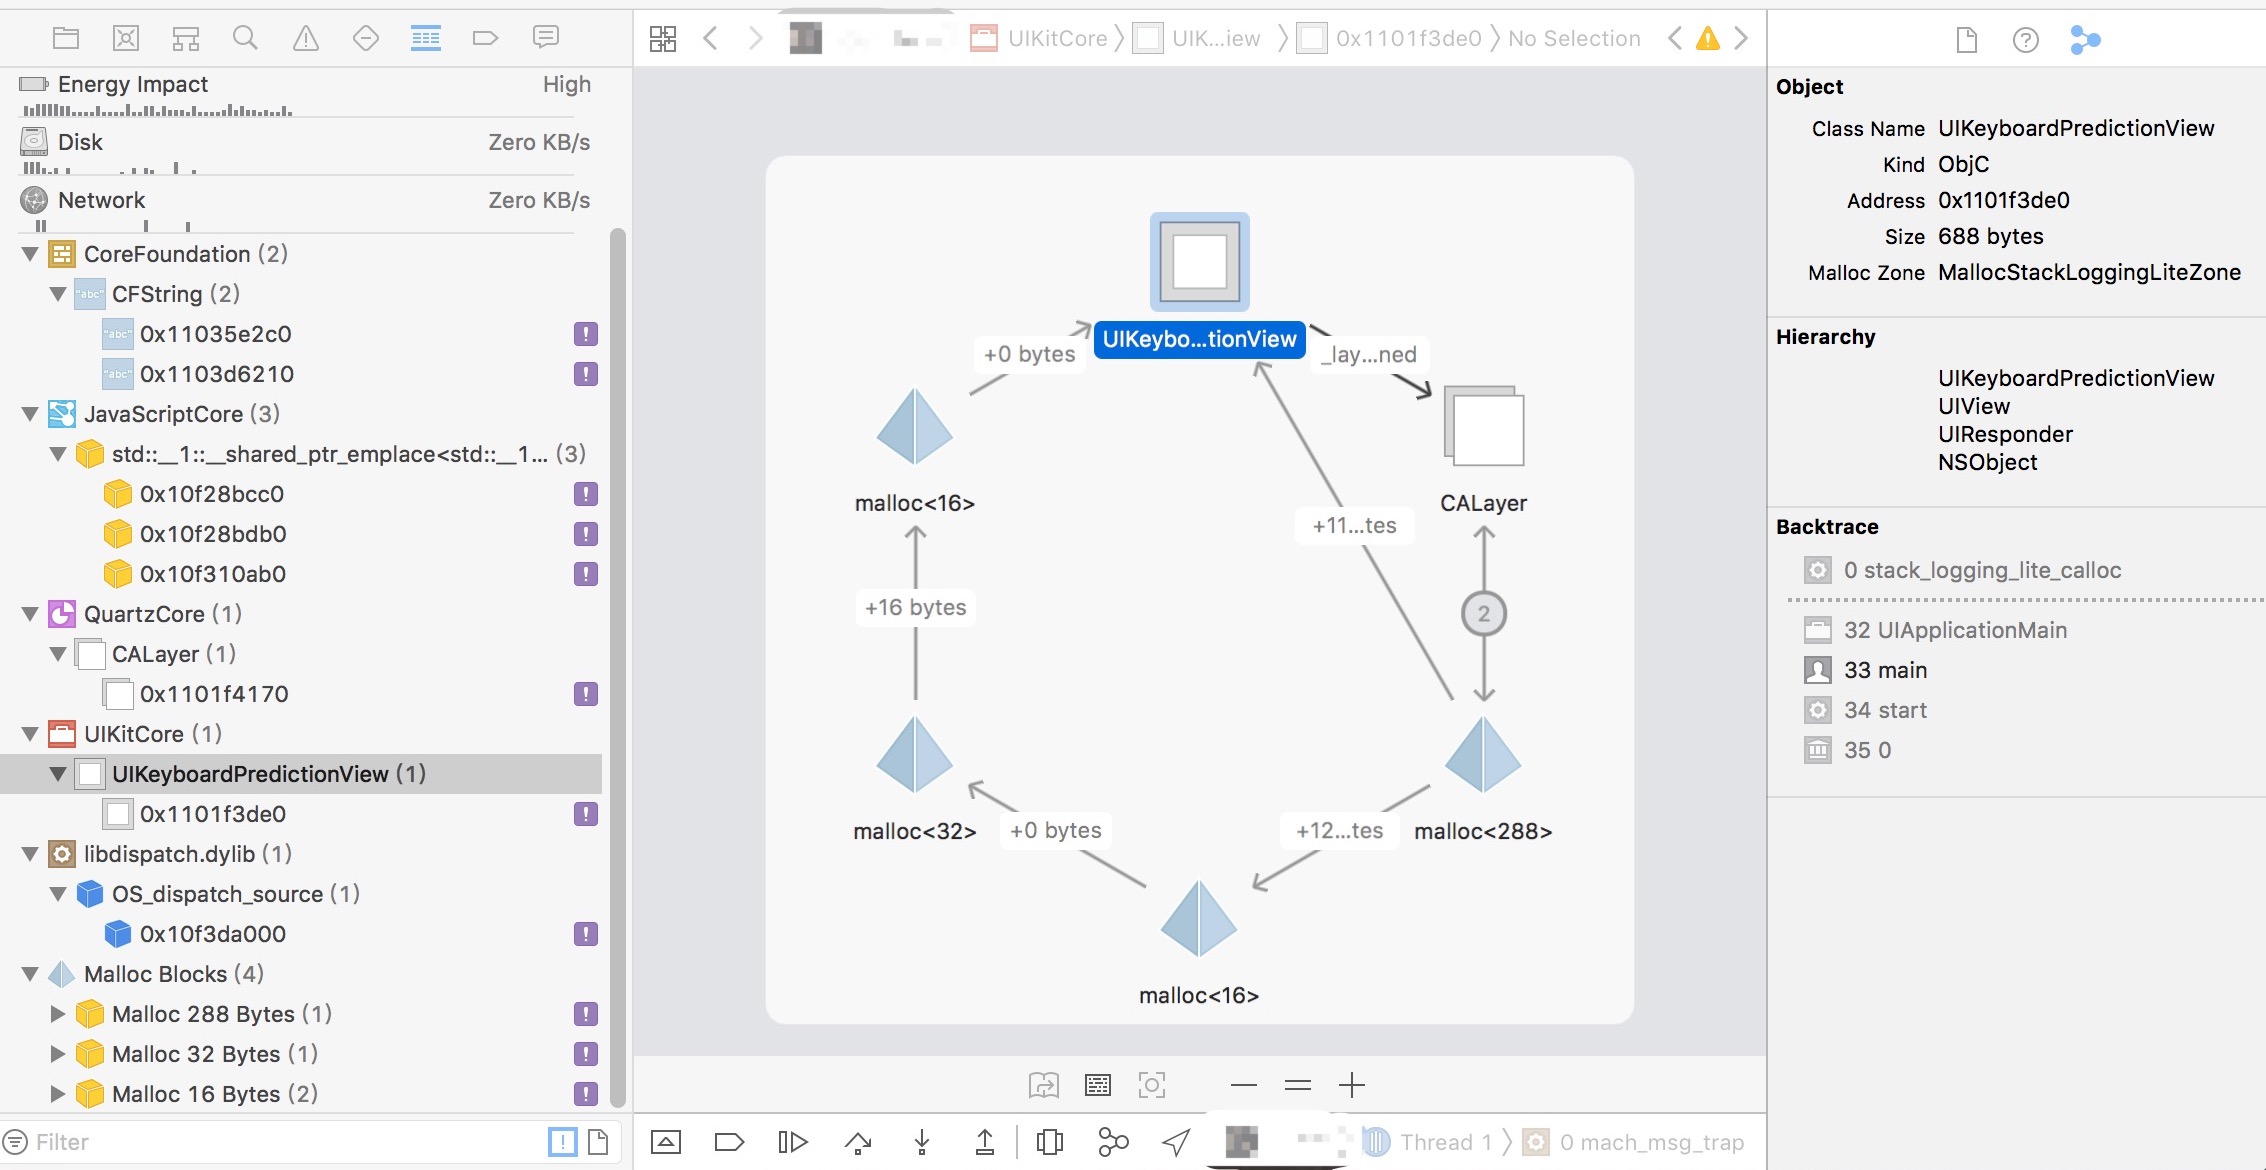 UIKitCore
UIK...iew
0x1101f3de0
No Selection
Energy Impact High
Disk Zero KB/s
Network Zero KB/s
CoreFoundation (2)
"abc" CFString (2)
"abc" 0x11035e2c0 !
"abc" 0x1103d6210 !
JavaScriptCore (3)
std::__1::__shared_ptr_emplace<std::__1... (3)
0x10f28bcc0 !
0x10f28bdb0 !
0x10f310ab0 !
QuartzCore (1)
CALayer (1)
0x1101f4170 !
UIKitCore (1)
UIKeyboardPredictionView (1)
0x1101f3de0 !
libdispatch.dylib (1)
OS_dispatch_source (1)
0x10f3da000 !
Malloc Blocks (4)
Malloc 288 Bytes (1) !
Malloc 32 Bytes (1) !
Malloc 16 Bytes (2) !
Filter !
UIKeybo...tionView
+0 bytes
_lay...ned
malloc<16>
CALayer
+11...tes
+16 bytes
2
malloc<32>
+0 bytes
+12...tes
malloc<288>
malloc<16>
Thread 1
0 mach_msg_trap
Object
Class Name UIKeyboardPredictionView
Kind ObjC
Address 0x1101f3de0
Size 688 bytes
Malloc Zone MallocStackLoggingLiteZone
Hierarchy
UIKeyboardPredictionView
UIView
UIResponder
NSObject
Backtrace
0 stack_logging_lite_calloc
32 UIApplicationMain
33 main
34 start
35 0